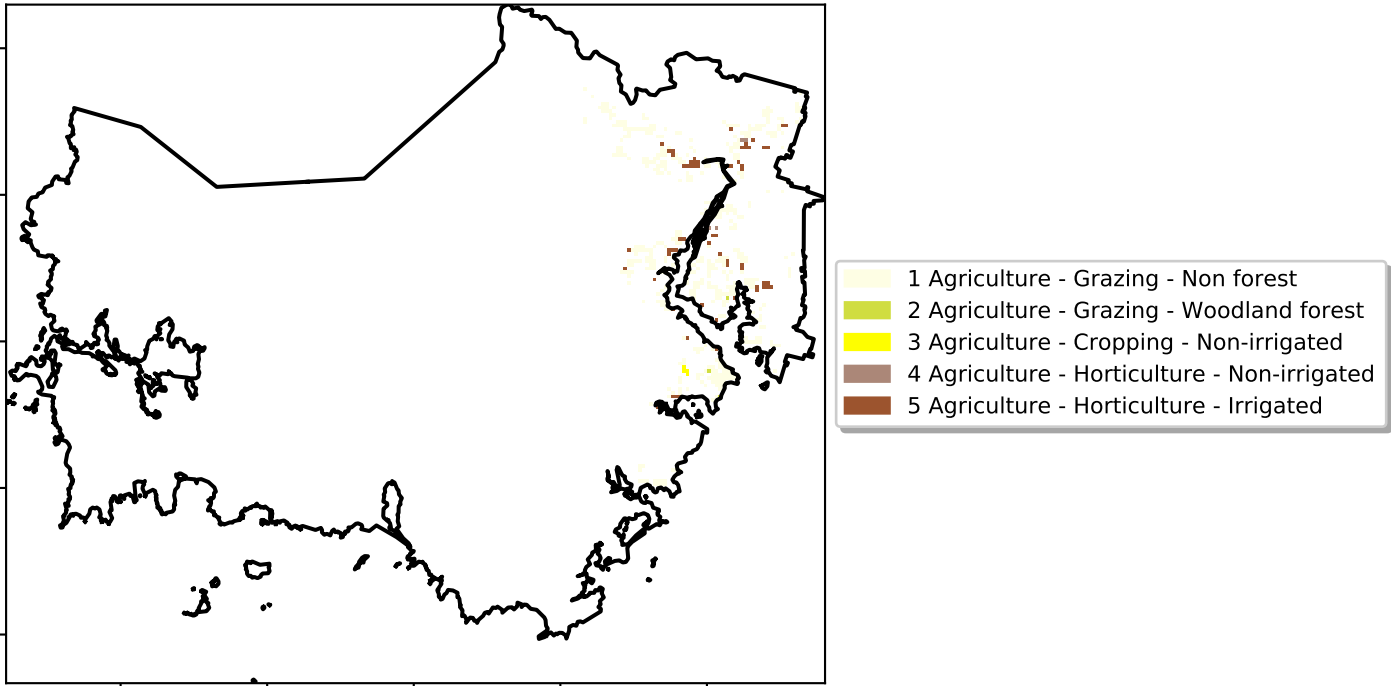 1 Agriculture - Grazing - Non forest
2 Agriculture - Grazing - Woodland forest
3 Agriculture - Cropping - Non-irrigated
4 Agriculture - Horticulture - Non-irrigated
5 Agriculture - Horticulture - Irrigated